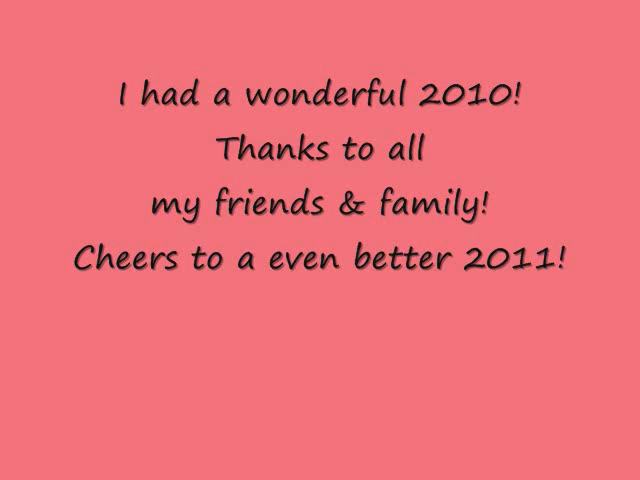 I had a wonderful 2010!
Thanks to all
my friends & family!
Cheers to a even better 2011!